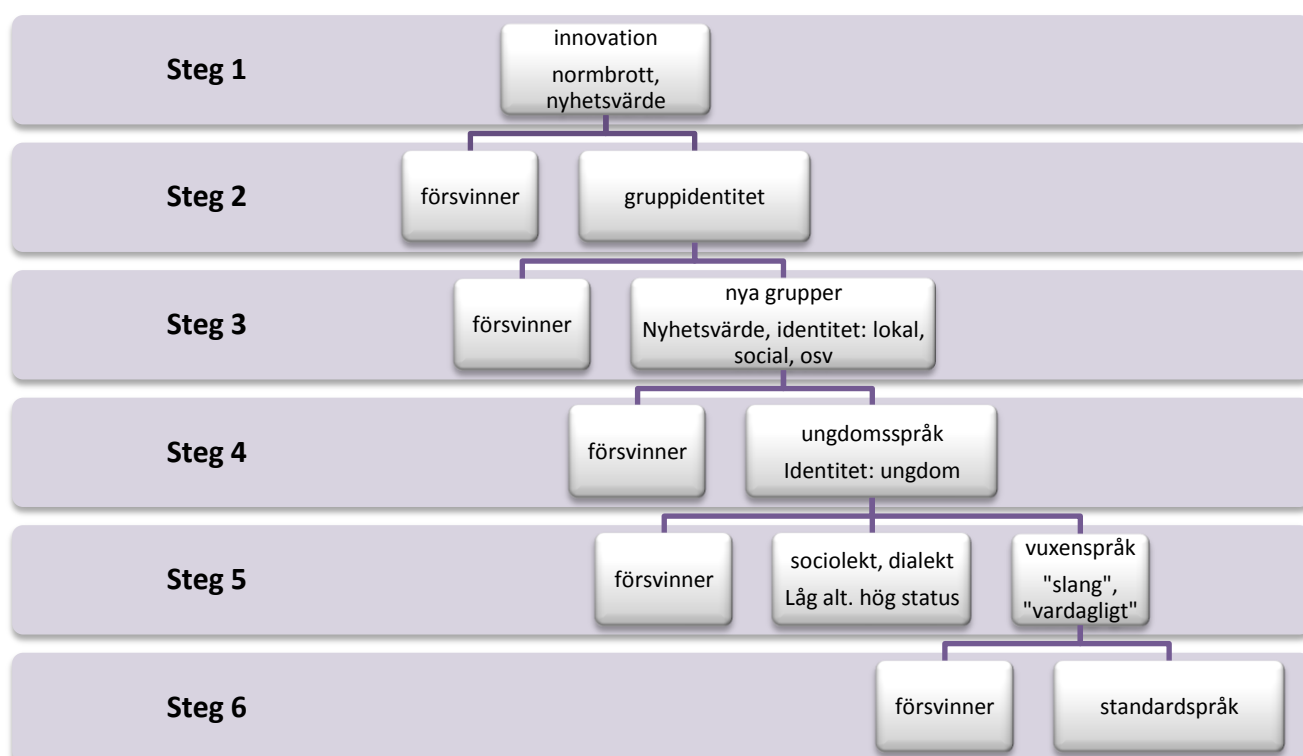 Steg 1
innovation
normbrott,
nyhetsvärde
Steg 2
försvinner
gruppidentitet
Steg 3
försvinner
nya grupper
Nyhetsvärde, identitet: lokal,
social, osv
Steg 4
försvinner
ungdomsspråk
Identitet: ungdom
Steg 5
försvinner
sociolekt, dialekt
Låg alt. hög status
vuxenspråk
"slang",
"vardagligt"
Steg 6
försvinner
standardspråk